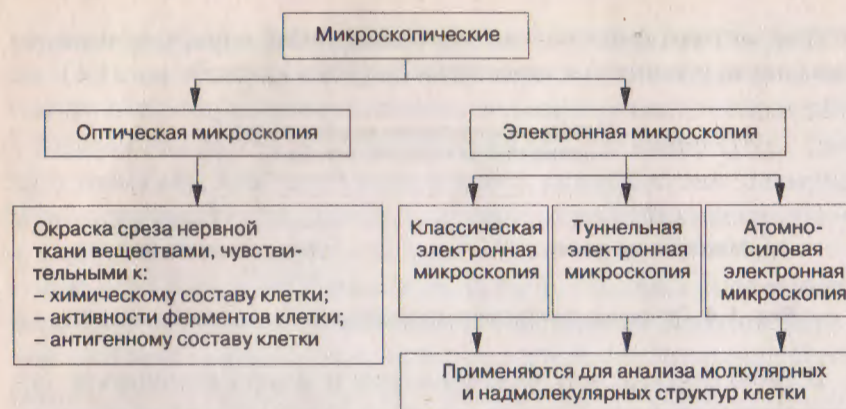 Микроскопические
Оптическая микроскопия
Электронная микроскопия
Окраска среза нервной
ткани веществами, чувстви-
тельными к:
– химическому составу клетки;
– активности ферментов клетки;
– антигенному составу клетки
Классическая
электронная
микроскопия
Туннельная
электронная
микроскопия
Атомно-
силовая
электронная
микроскопия
Применяются для анализа молкулярных
и надмолекулярных структур клетки